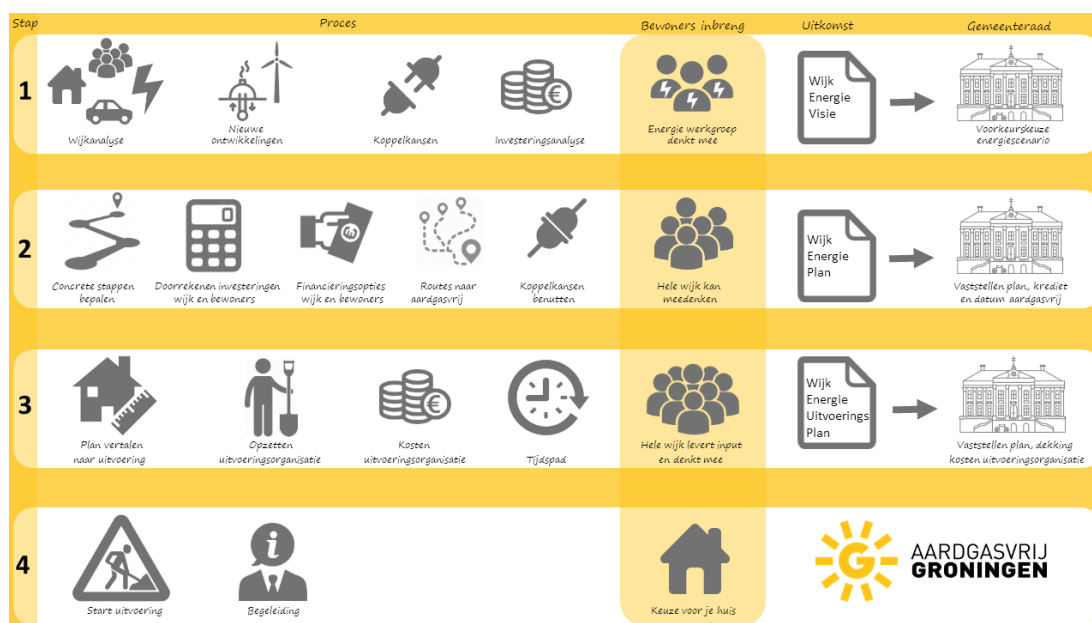 Stap
Proces
Bewoners inbreng
Uitkomst
Gemeenteraad
1
Wijkanalyse
Nieuwe
ontwikkelingen
Koppelkansen
Investeringsanalyse
Energie werkgroep
denkt mee
Wijk
Energie
Visie
Voorkeurskeuze
energiescenario
2
Concrete stappen
bepalen
Doorrekenen investeringen
wijk en bewoners
Financieringsopties
wijk en bewoners
Routes naar
aardgasvrij
Koppelkansen
benutten
Hele wijk kan
meedenken
Wijk
Energie
Plan
Vaststellen plan, krediet
en datum aardgasvrij
3
Plan vertalen
naar uitvoering
Opzetten
uitvoeringsorganisatie
Kosten
uitvoeringsorganisatie
Tijdspad
Hele wijk levert input
en denkt mee
Wijk
Energie
Uitvoerings
Plan
Vaststellen plan, dekking
kosten uitvoeringsorganisatie
4
Start uitvoering
Begeleiding
Keuze voor je huis
G
AARDGASVRIJ
GRONINGEN